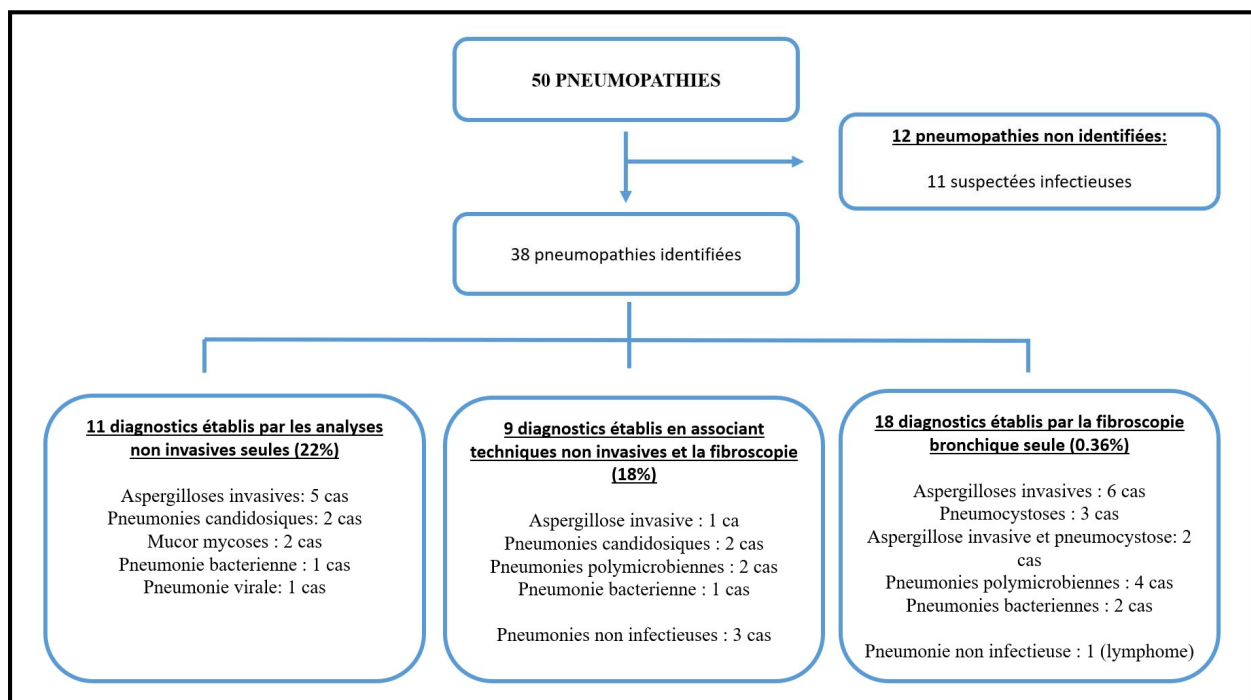 50 PNEUMOPATHIES
12 pneumopathies non identifiées:
11 suspectées infectieuses
38 pneumopathies identifiées
11 diagnostics établis par les analyses
non invasives seules (22%)
Aspergilloses invasives: 5 cas
Pneumonies candidosiques: 2 cas
Mucor mycoses : 2 cas
Pneumonie bacterienne : 1 cas
Pneumonie virale: 1 cas
9 diagnostics établis en associant
techniques non invasives et la fibroscopie
(18%)
Aspergillose invasive : 1 ca
Pneumonies candidosiques : 2 cas
Pneumonies polymicrobiennes : 2 cas
Pneumonie bacterienne : 1 cas
Pneumonies non infectieuses : 3 cas
18 diagnostics établis par la fibroscopie
bronchique seule (0.36%)
Aspergilloses invasives : 6 cas
Pneumocystoses : 3 cas
Aspergillose invasive et pneumocystose: 2
cas
Pneumonies polymicrobiennes : 4 cas
Pneumonies bacteriennes : 2 cas
Pneumonie non infectieuse : 1 (lymphome)